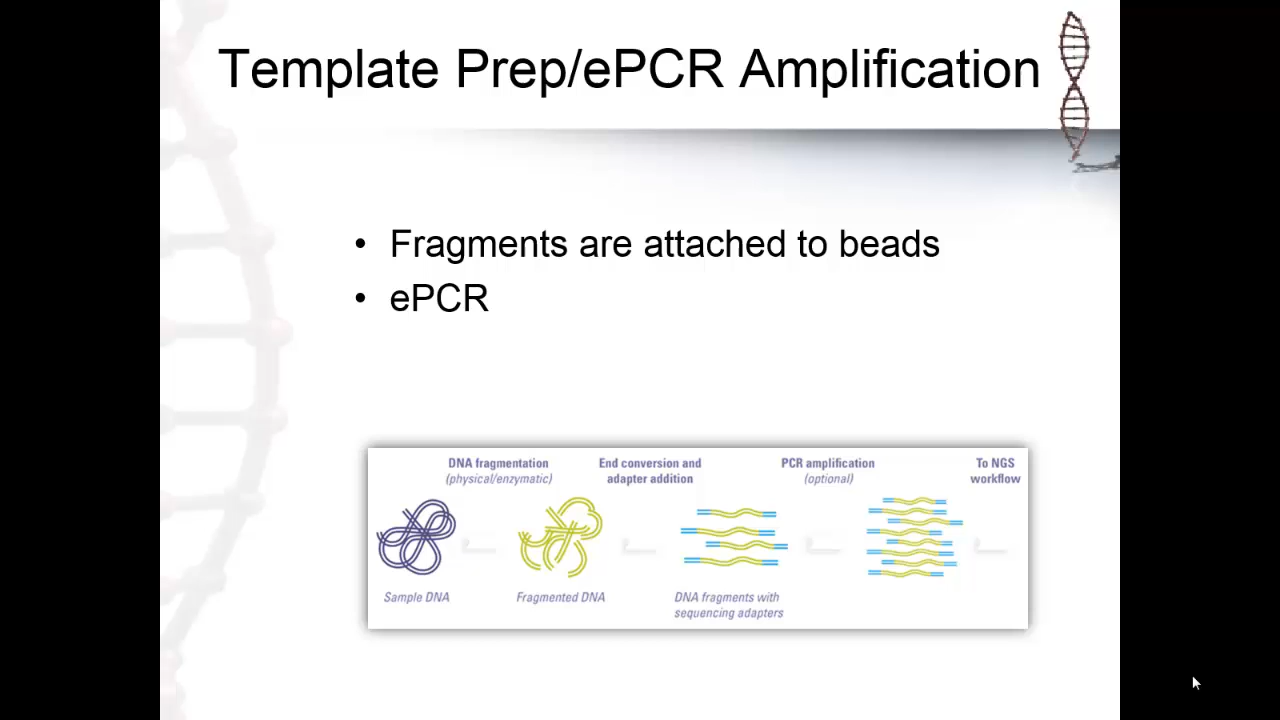 Template Prep/ePCR Amplification
• Fragments are attached to beads
• ePCR
DNA fragmentation
(physical/enzymatic)
End conversion and
adapter addition
PCR amplification
(optional)
To NGS
workflow
Sample DNA
Fragmented DNA
DNA fragments with
sequencing adapters